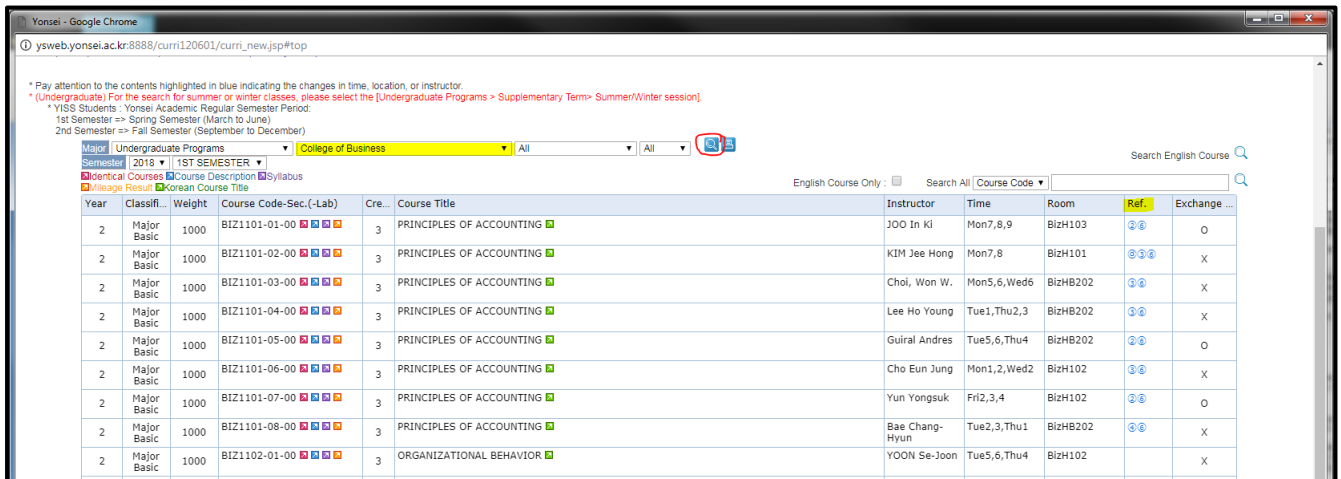 Yonsei - Google Chrome
ysweb.yonsei.ac.kr:8888/curri120601/curri_new.jsp#top
* Pay attention to the contents highlighted in blue indicating the changes in time, location, or instructor.
* (Undergraduate) For the search for summer or winter classes, please select the [Undergraduate Programs > Supplementary Term> Summer/Winter session].
* YISS Students : Yonsei Academic Regular Semester Period:
1st Semester => Spring Semester (March to June)
2nd Semester => Fall Semester (September to December)
Major Undergraduate Programs College of Business All All
Search English Course
Semester 2018 1ST SEMESTER
Identical Courses Course Description Syllabus
Mileage Result Korean Course Title
English Course Only : Search All Course Code
Year Classifi... Weight Course Code-Sec.(-Lab) Cre... Course Title Instructor Time Room Ref. Exchange ...
2 Major Basic 1000 BIZ1101-01-00 3 PRINCIPLES OF ACCOUNTING JOO In Ki Mon7,8,9 BizH103 ②⑥ O
2 Major Basic 1000 BIZ1101-02-00 3 PRINCIPLES OF ACCOUNTING KIM Jee Hong Mon7,8 BizH101 ③⑥ X
2 Major Basic 1000 BIZ1101-03-00 3 PRINCIPLES OF ACCOUNTING Choi, Won W. Mon5,6,Wed6 BizHB202 ③⑥ X
2 Major Basic 1000 BIZ1101-04-00 3 PRINCIPLES OF ACCOUNTING Lee Ho Young Tue1,Thu2,3 BizHB202 ③⑥ X
2 Major Basic 1000 BIZ1101-05-00 3 PRINCIPLES OF ACCOUNTING Guiral Andres Tue5,6,Thu4 BizHB202 ②⑥ O
2 Major Basic 1000 BIZ1101-06-00 3 PRINCIPLES OF ACCOUNTING Cho Eun Jung Mon1,2,Wed2 BizH102 ③⑥ X
2 Major Basic 1000 BIZ1101-07-00 3 PRINCIPLES OF ACCOUNTING Yun Yongsuk Fri2,3,4 BizH102 ②⑥ O
2 Major Basic 1000 BIZ1101-08-00 3 PRINCIPLES OF ACCOUNTING Bae Chang-Hyun Tue2,3,Thu1 BizHB202 ④⑥ X
2 Major Basic 1000 BIZ1102-01-00 3 ORGANIZATIONAL BEHAVIOR YOON Se-Joon Tue5,6,Thu4 BizH102 X